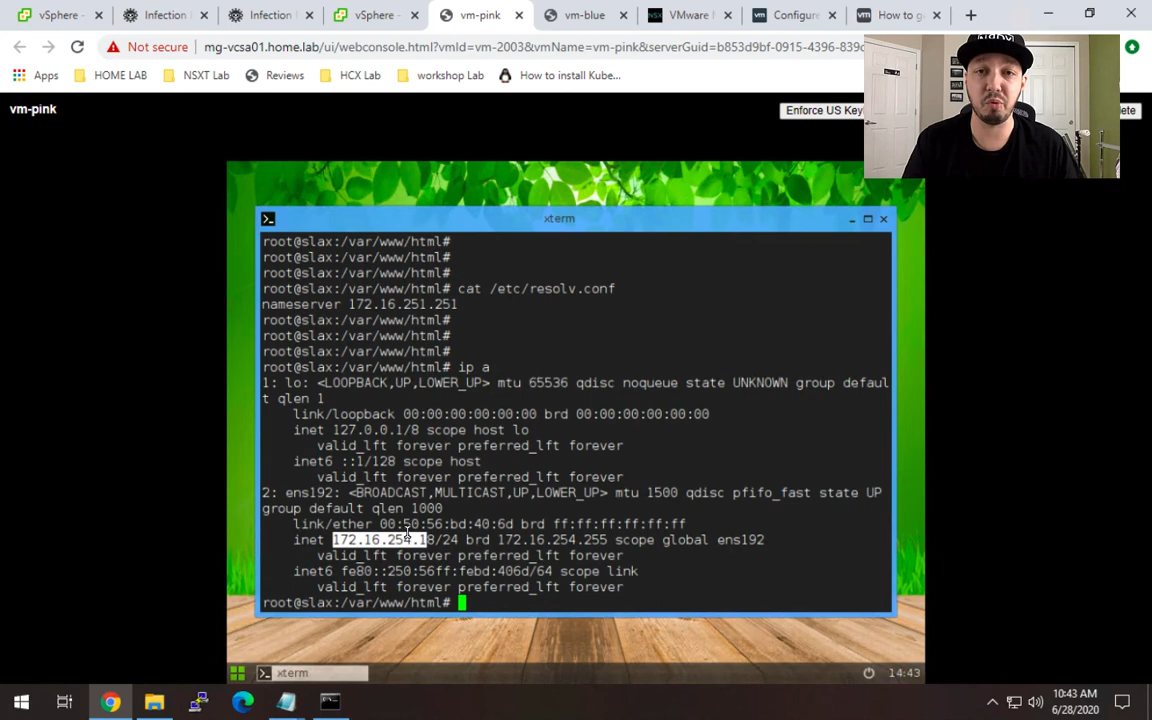 vSphere -
Infection
Infection
vSphere -
vm-pink
vm-blue
NSX
VMware
vm
Configure
vm
How to g
Not secure
mg-vcsa01.home.lab/ui/webconsole.html?vmId=vm-2003&vmName=vm-pink&serverGuid=b853d9bf-0915-4396-839c
Apps
HOME LAB
NSXT Lab
Reviews
HCX Lab
workshop Lab
How to install Kube...
vm-pink
Enforce US Key
ete
xterm
root@slax:/var/www/html#
root@slax:/var/www/html#
root@slax:/var/www/html#
root@slax:/var/www/html# cat /etc/resolv.conf
nameserver 172.16.251.251
root@slax:/var/www/html#
root@slax:/var/www/html#
root@slax:/var/www/html#
root@slax:/var/www/html# ip a
1: lo: <LOOPBACK,UP,LOWER_UP> mtu 65536 qdisc noqueue state UNKNOWN group defaul
t qlen 1
link/loopback 00:00:00:00:00:00 brd 00:00:00:00:00:00
inet 127.0.0.1/8 scope host lo
valid_lft forever preferred_lft forever
inet6 ::1/128 scope host
valid_lft forever preferred_lft forever
2: ens192: <BROADCAST,MULTICAST,UP,LOWER_UP> mtu 1500 qdisc pfifo_fast state UP
group default qlen 1000
link/ether 00:50:56:bd:40:6d brd ff:ff:ff:ff:ff:ff
inet 172.16.254.18/24 brd 172.16.254.255 scope global ens192
valid_lft forever preferred_lft forever
inet6 fe80::250:56ff:febd:406d/64 scope link
valid_lft forever preferred_lft forever
root@slax:/var/www/html#
xterm
14:43
10:43 AM
6/28/2020